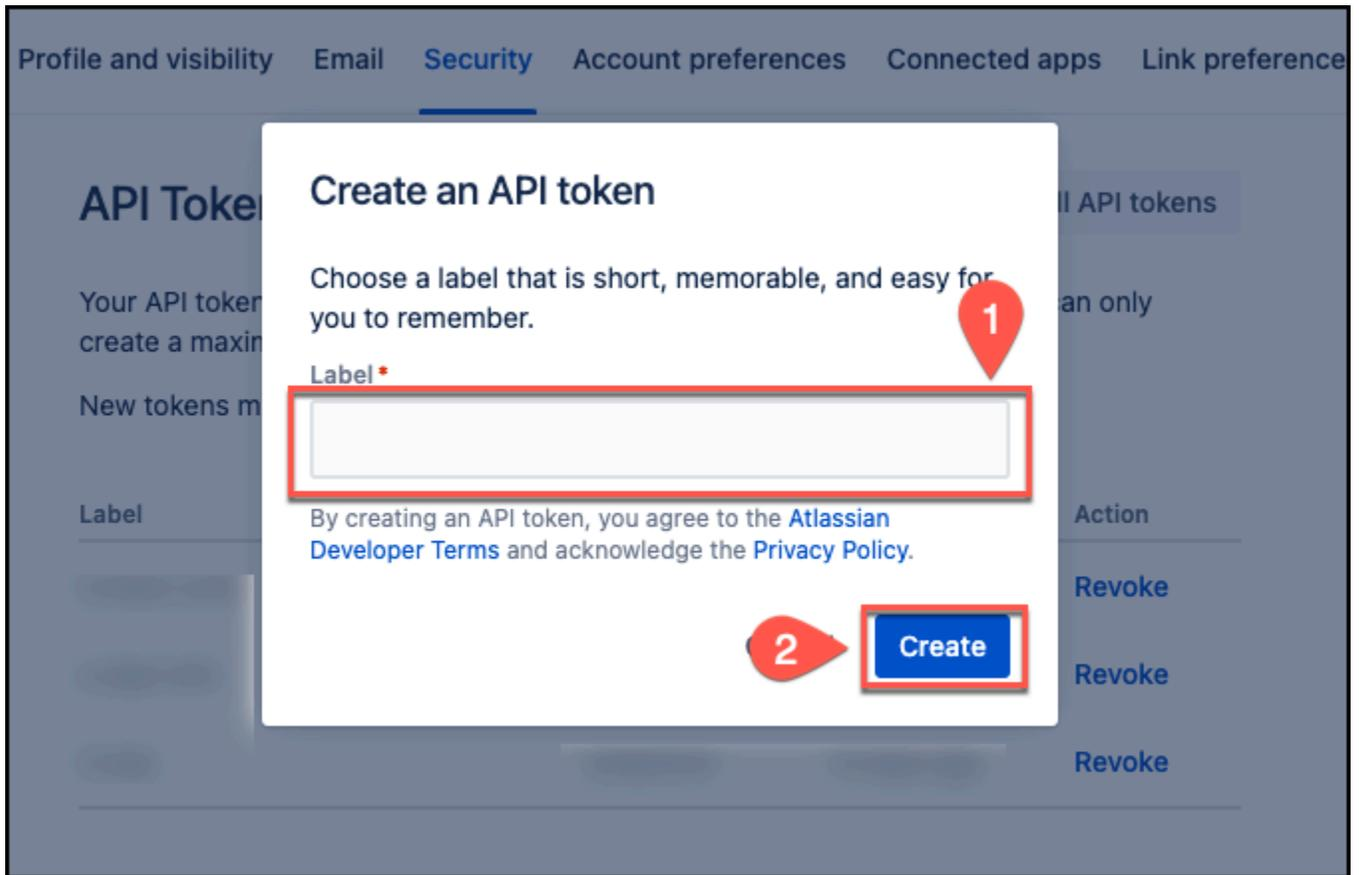 Profile and visibility Email Security Account preferences Connected apps Link preference
Create an API token
API Toke ll API tokens
Choose a label that is short, memorable, and easy for
you to remember.
Your API token an only
create a maxin
Label *
New tokens m
1
By creating an API token, you agree to the Atlassian
Developer Terms and acknowledge the Privacy Policy.
Label Action
Revoke
2 Create
Revoke
Revoke